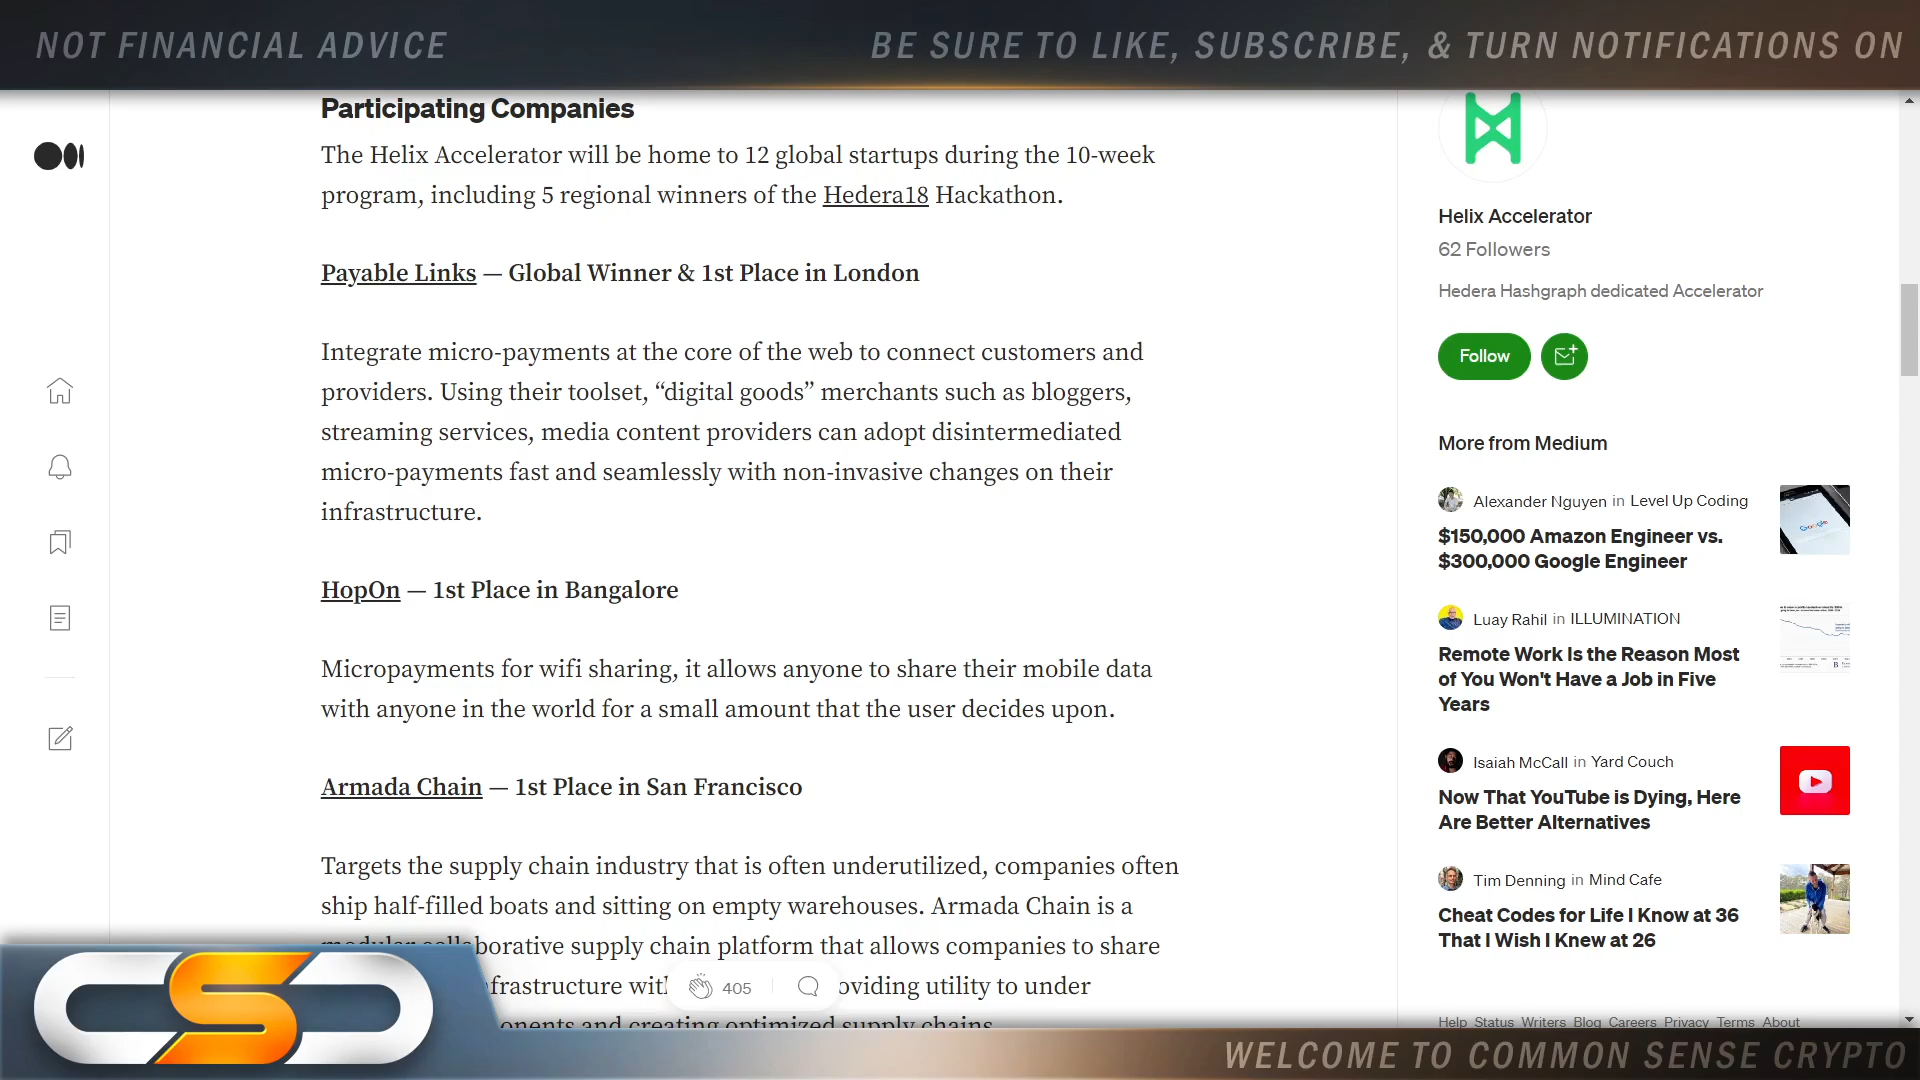 NOT FINANCIAL ADVICE
BE SURE TO LIKE, SUBSCRIBE, & TURN NOTIFICATIONS ON
Participating Companies
The Helix Accelerator will be home to 12 global startups during the 10-week
program, including 5 regional winners of the Hedera18 Hackathon.
Payable Links — Global Winner & 1st Place in London
Integrate micro-payments at the core of the web to connect customers and
providers. Using their toolset, “digital goods” merchants such as bloggers,
streaming services, media content providers can adopt disintermediated
micro-payments fast and seamlessly with non-invasive changes on their
infrastructure.
HopOn — 1st Place in Bangalore
Micropayments for wifi sharing, it allows anyone to share their mobile data
with anyone in the world for a small amount that the user decides upon.
Armada Chain — 1st Place in San Francisco
Targets the supply chain industry that is often underutilized, companies often
ship half-filled boats and sitting on empty warehouses. Armada Chain is a
modular collaborative supply chain platform that allows companies to share
frastructure with oviding utility to under
onents and creating optimized supply chains
405
Helix Accelerator
62 Followers
Hedera Hashgraph dedicated Accelerator
Follow
More from Medium
Alexander Nguyen in Level Up Coding
$150,000 Amazon Engineer vs.
$300,000 Google Engineer
Google
Luay Rahil in ILLUMINATION
Remote Work Is the Reason Most
of You Won't Have a Job in Five
Years
Isaiah McCall in Yard Couch
Now That YouTube is Dying, Here
Are Better Alternatives
Tim Denning in Mind Cafe
Cheat Codes for Life I Know at 36
That I Wish I Knew at 26
Help Status Writers Blog Careers Privacy Terms About
CSC
WELCOME TO COMMON SENSE CRYPTO